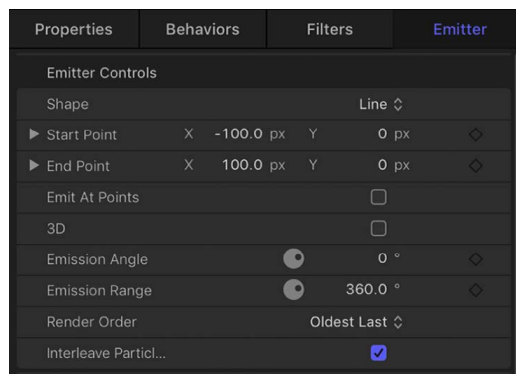 Properties Behaviors Filters Emitter
Emitter Controls
Shape Line
Start Point X -100.0 px Y 0 px
End Point X 100.0 px Y 0 px
Emit At Points
3D
Emission Angle 0 °
Emission Range 360.0 °
Render Order Oldest Last
Interleave Particl...